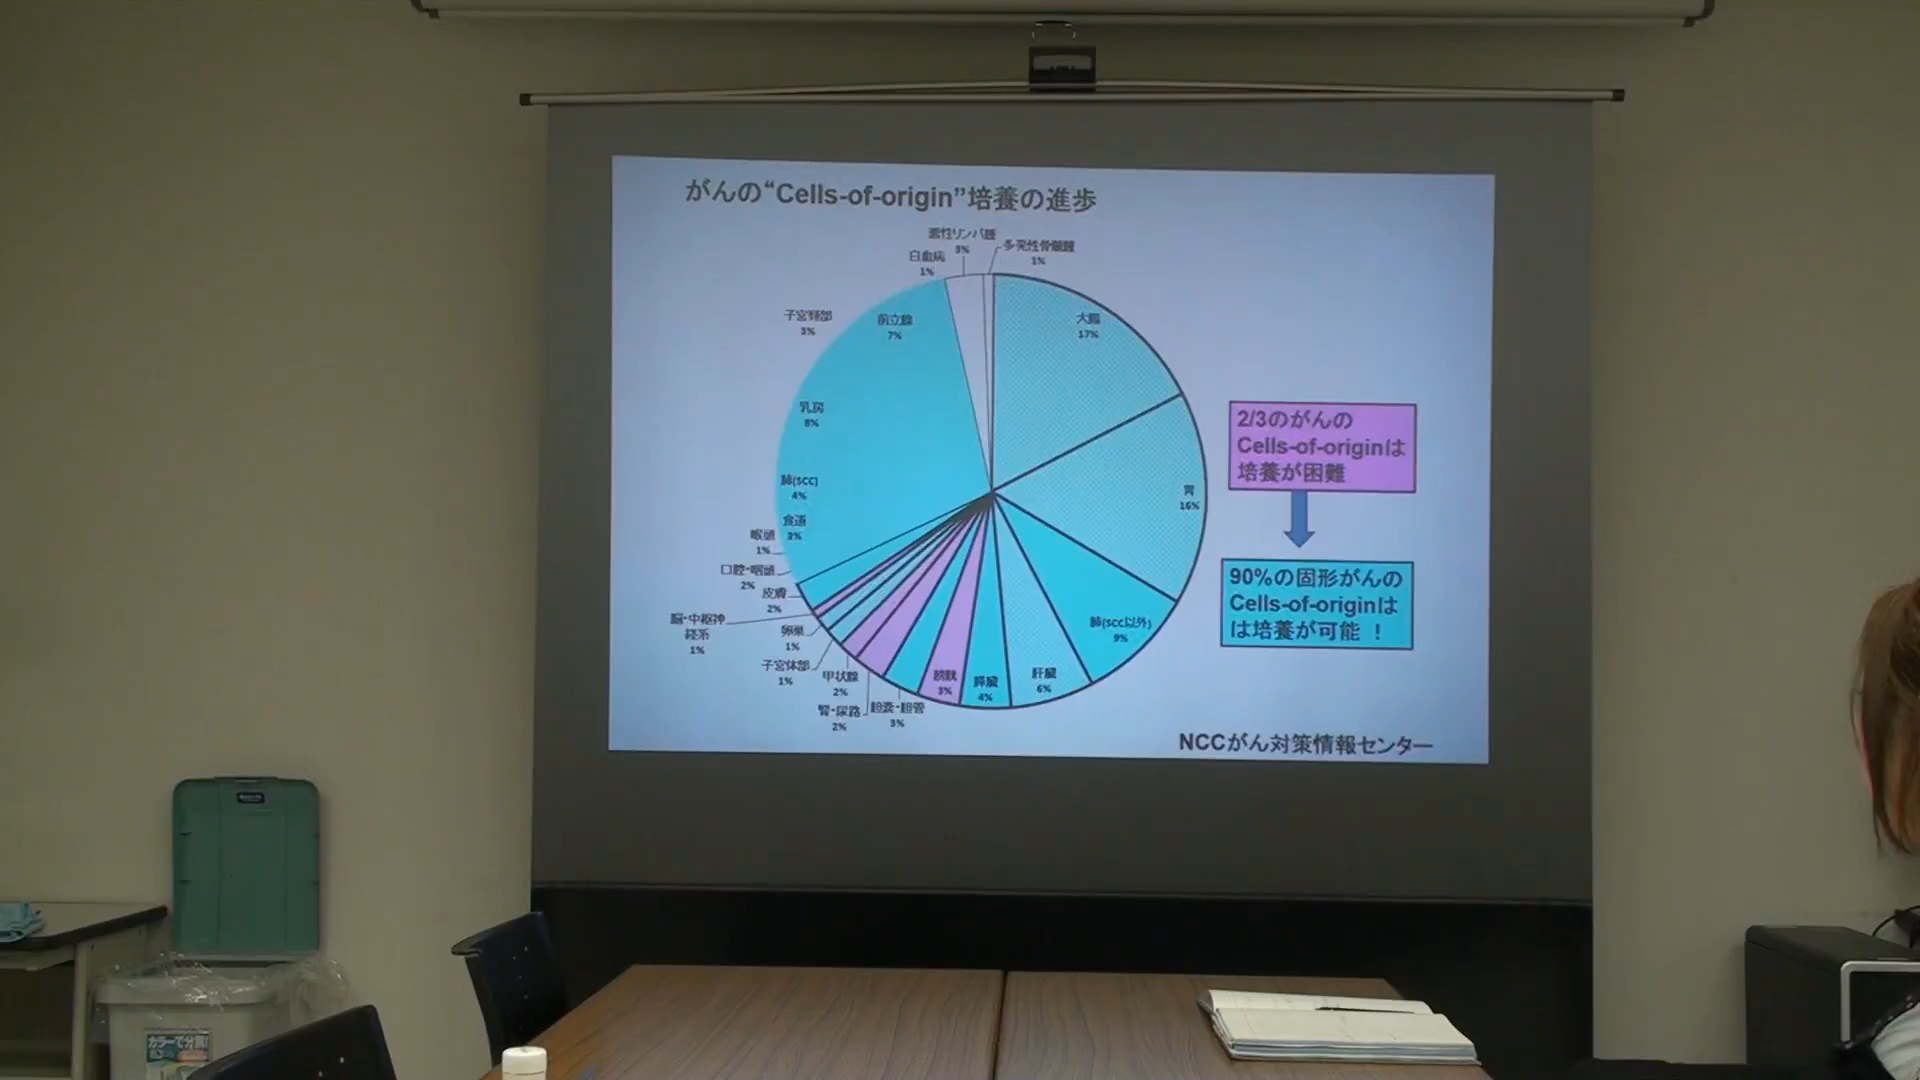 がんの“Cells-of-origin”培養の進歩
悪性リンパ腫
3%
多発性骨髄腫
1%
白血病
1%
子宮頸部
3%
前立腺
7%
大腸
17%
乳房
8%
胃
16%
肺(scc)
4%
食道
3%
喉頭
1%
口腔・咽頭
2%
皮膚
2%
脳・中枢神
経系
1%
卵巣
1%
子宮体部
1%
甲状腺
2%
腎・尿路
2%
胆嚢・胆管
3%
膀胱
3%
膵臓
4%
肝臓
6%
肺(scc以外)
9%
2/3のがんの
Cells-of-originは
培養が困難
90%の固形がんの
Cells-of-originは
は培養が可能 !
NCCがん対策情報センター
カラーで分別!